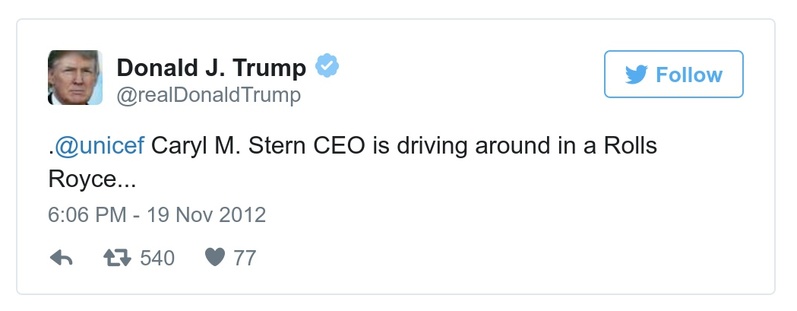 Donald J. Trump
@realDonaldTrump
Follow
.@unicef Caryl M. Stern CEO is driving around in a Rolls
Royce...
6:06 PM - 19 Nov 2012
540 77